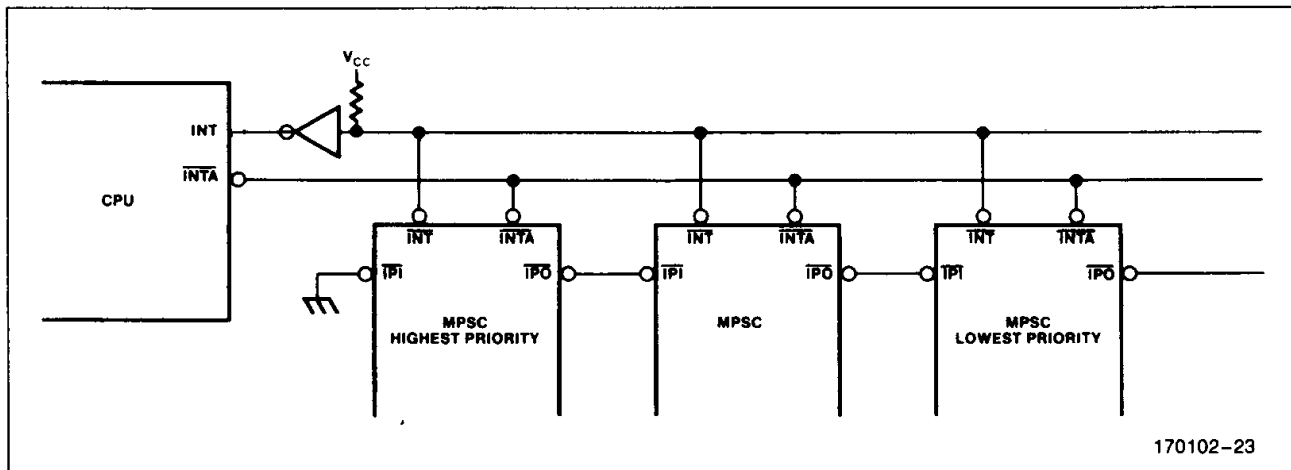 VCC
INT
INTA
CPU
INT INTA INT INTA INT INTA
IPI IPO IPI IPO IPI IPO
MPSC
HIGHEST PRIORITY
MPSC
MPSC
LOWEST PRIORITY
170102-23